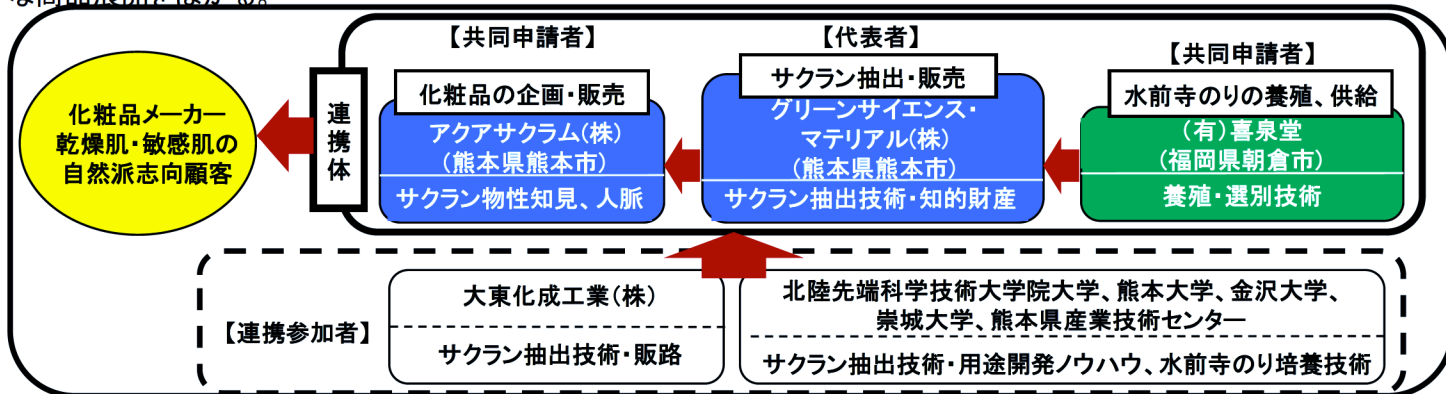 【共同申請者】
【代表者】
【共同申請者】
化粧品メーカー
乾燥肌・敏感肌の
自然派志向顧客
連携体
化粧品の企画・販売
アクアサクラム(株)
(熊本県熊本市)
サクラン物性知見、人脈
サクラン抽出・販売
グリーンサイエンス・
マテリアル(株)
(熊本県熊本市)
サクラン抽出技術・知的財産
水前寺のりの養殖、供給
(有)喜泉堂
(福岡県朝倉市)
養殖・選別技術
【連携参加者】
大東化成工業(株)
サクラン抽出技術・販路
北陸先端科学技術大学院大学、熊本大学、金沢大学、
崇城大学、熊本県産業技術センター
サクラン抽出技術・用途開発ノウハウ、水前寺のり培養技術